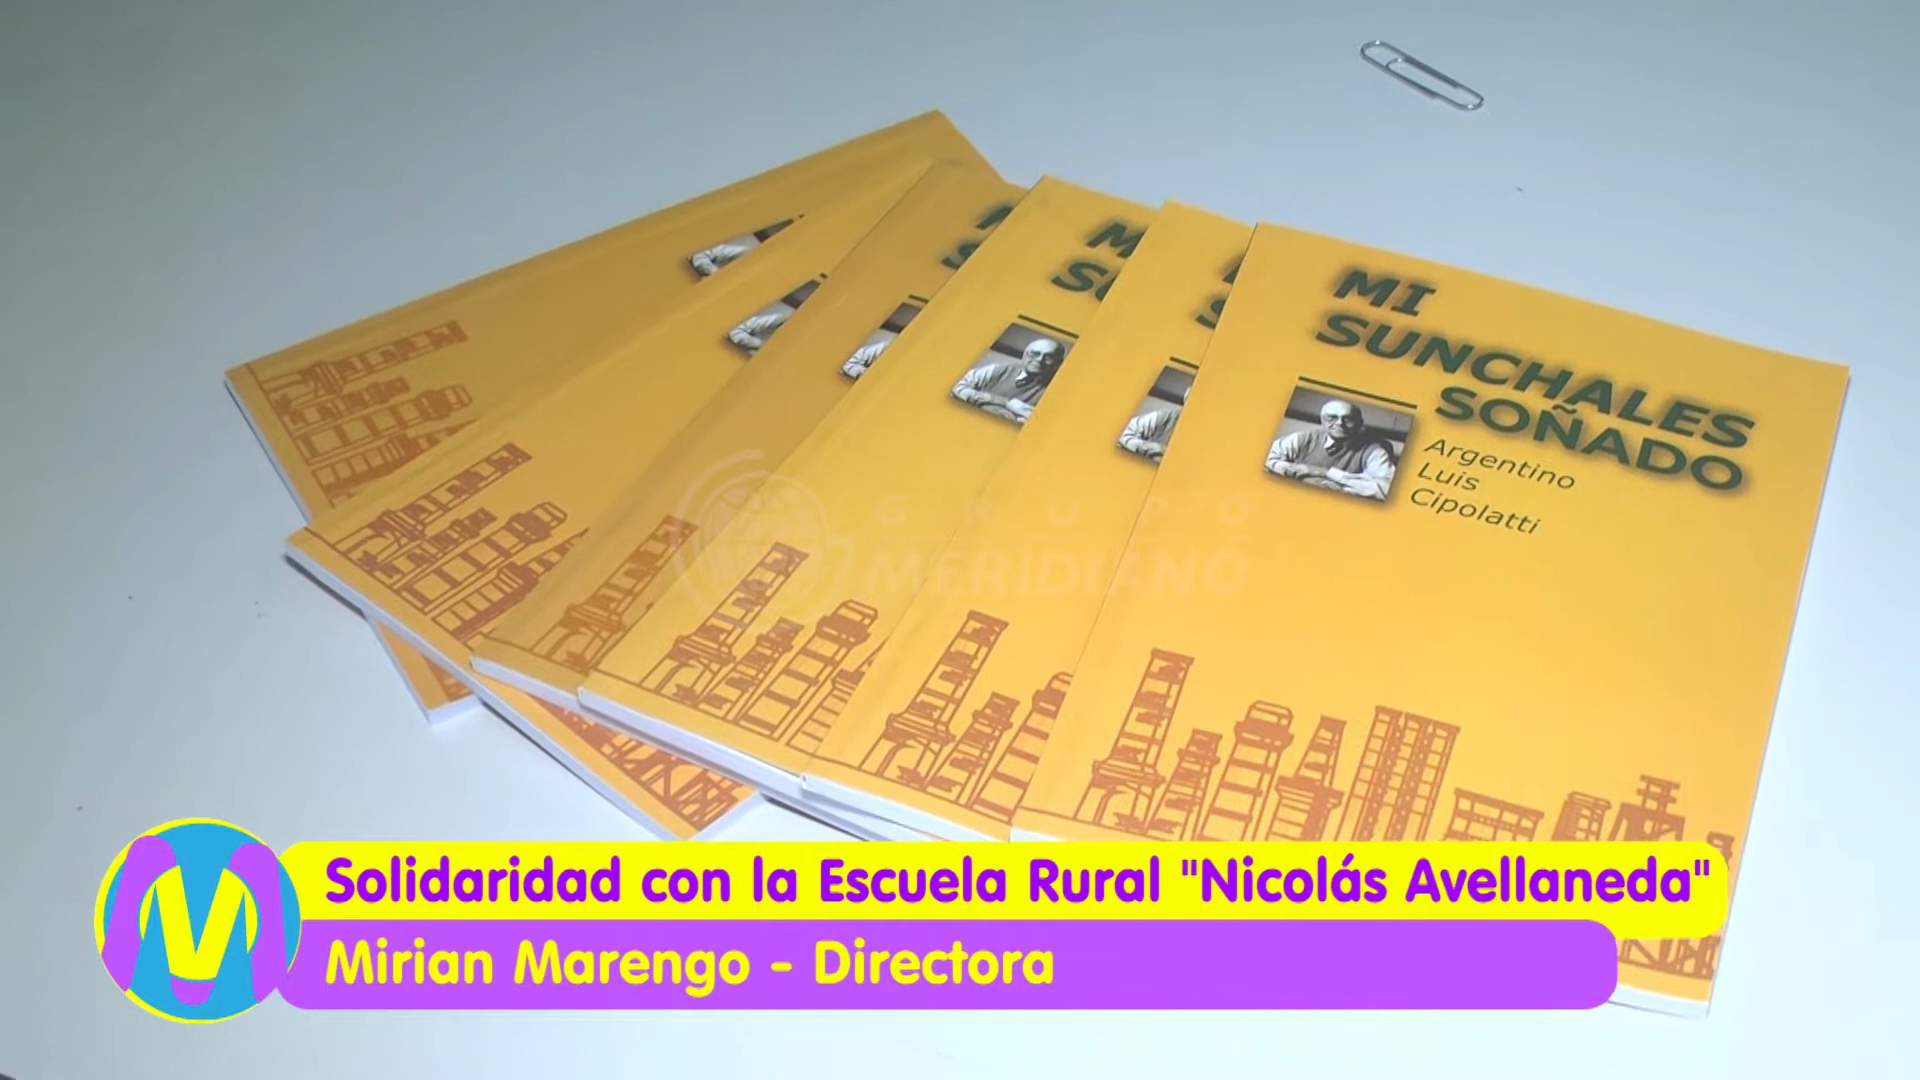 MI
SUNCHALES
SOÑADO
Argentino
Luis
Cipolatti
GRUPO
MERIDIANO
Solidaridad con la Escuela Rural "Nicolás Avellaneda"
Mirian Marengo - Directora